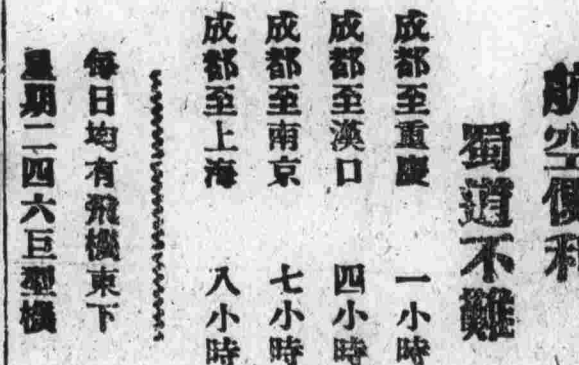 航空便利
蜀道不難
成都至重慶 一小時
成都至漢口 四小時
成都至南京 七小時
成都至上海 八小時
每日均有飛機東下
星期二四六巨型機